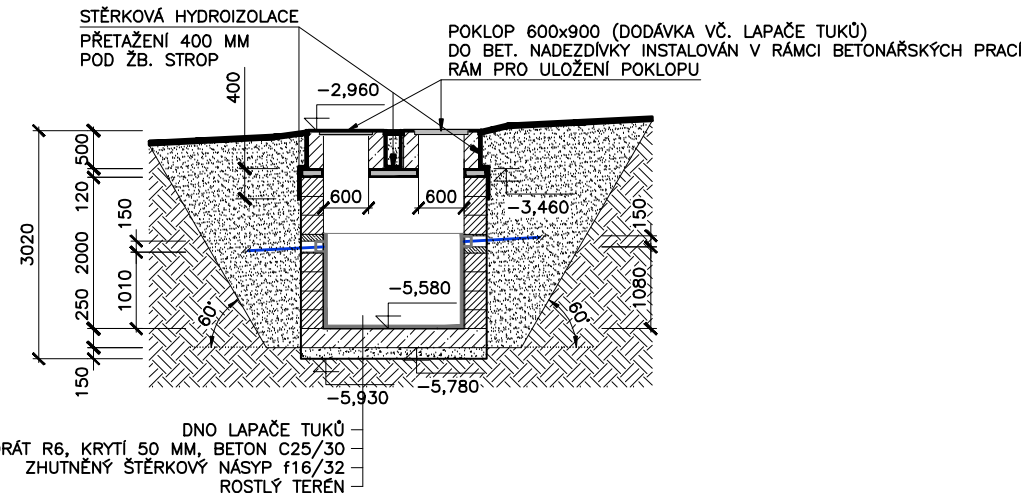 STĚRKOVÁ HYDROIZOLACE
PŘETAŽENÍ 400 MM
POD ŽB. STROP
POKLOP 600x900 (DODÁVKA VČ. LAPAČE TUKŮ)
DO BET. NADEZDÍVKY INSTALOVÁN V RÁMCI BETONÁŘSKÝCH PRACÍ
RÁM PRO ULOŽENÍ POKLOPU
400
-2,960
500
120
150
3020
2000
1010
250
150
600
600
-3,460
150
1080
-5,580
60°
60°
-5,780
-5,930
DNO LAPAČE TUKŮ
ORÁT R6, KRYTÍ 50 MM, BETON C25/30
ZHUTNĚNÝ ŠTĚRKOVÝ NÁSYP f16/32
ROSTLÝ TERÉN